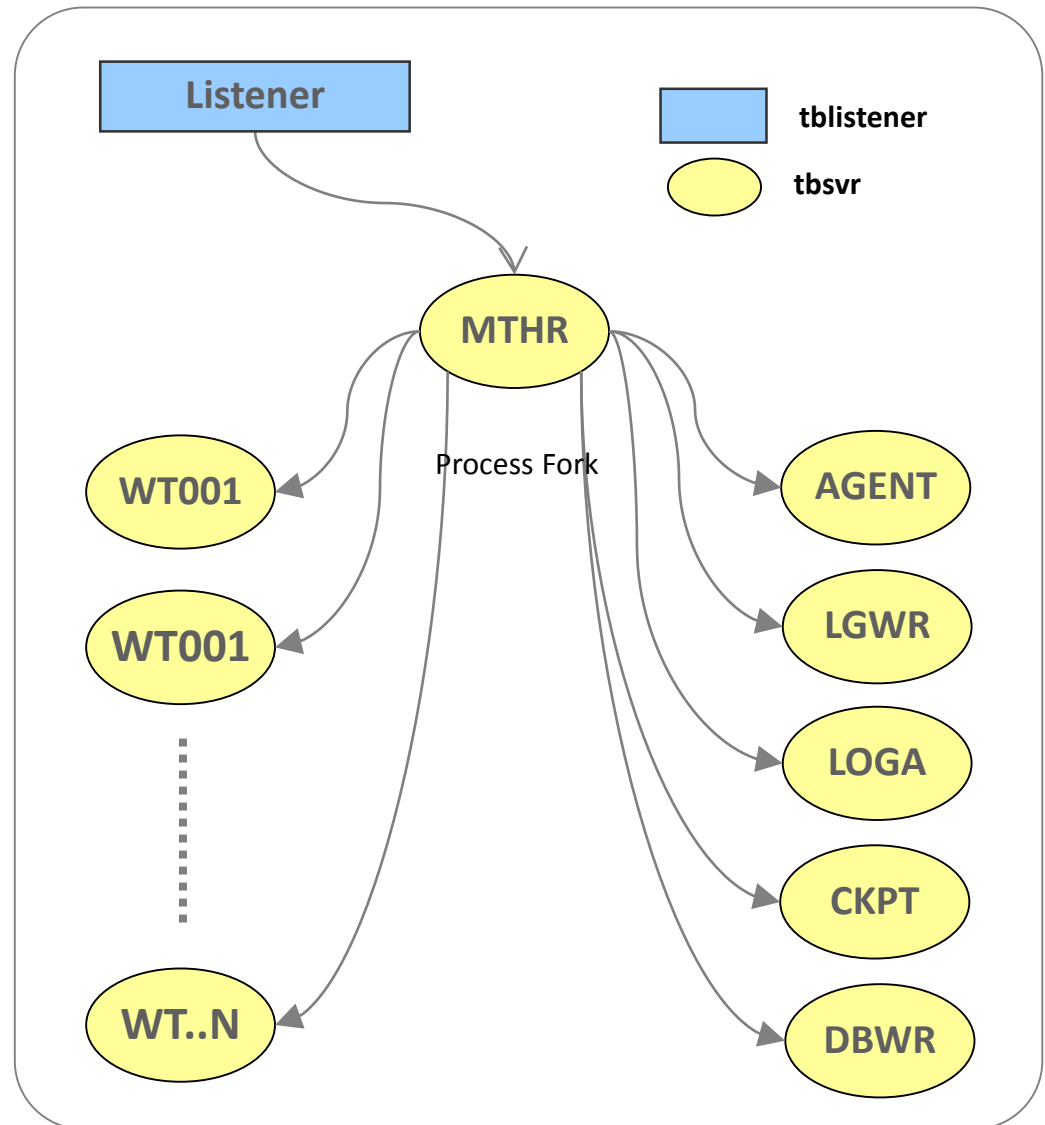 Listener
tblistener
tbsvr
MTHR
Process Fork
WT001
AGENT
WT001
LGWR
LOGA
CKPT
WT..N
DBWR